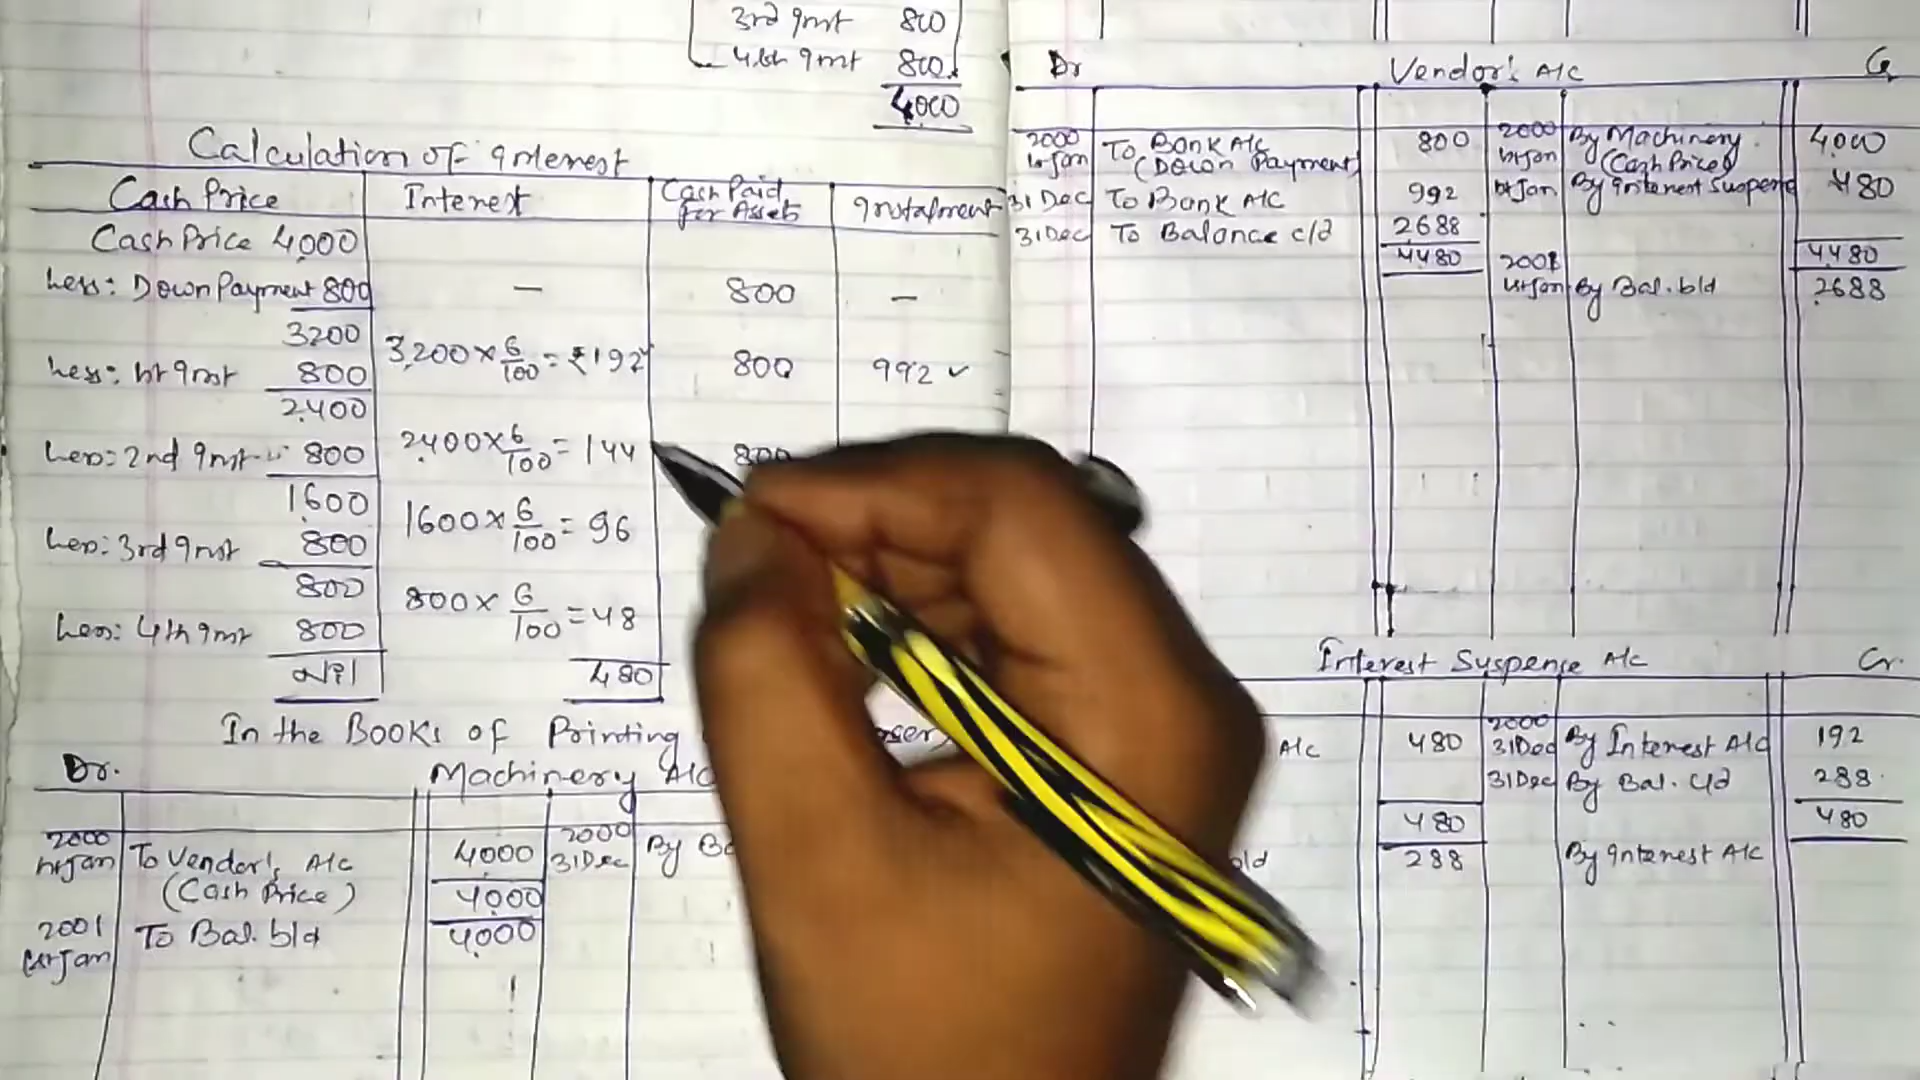 3rd Inst 800
4th Inst 800
4000
Calculation of Interest
Cash Price Interest Cash Paid for Assets Instalment
Cash Price 4,000
Less: Down Payment 800 — 800 —
3200
3,200 × 6/100 = ₹192
Less: 1st Inst 800 800 992 ✓
2400
2400 × 6/100 = 144
Less: 2nd Inst 800 800
1600
1600 × 6/100 = 96
Less: 3rd Inst 800
800
800 × 6/100 = 48
Less: 4th Inst 800
Nil 480
In the Books of Printing
Dr. Machinery A/c
2000 2000
1st Jan To Vendor's A/c 4000 31 Dec By
(Cash Price) 4000
2001
1st Jan To Bal. b/d 4000
Dr Vendor's A/c Cr
2000 To Bank A/c 800 2000 By Machinery 4000
1st Jan (Down Payment) 1st Jan (Cash Price)
31 Dec To Bank A/c 992 1st Jan By Interest Suspense 480
31 Dec To Balance c/d 2688
4480 4480
2001
1st Jan By Bal. b/d 2688
Interest Suspense A/c Cr.
2000
A/c 480 31 Dec By Interest A/c 192
31 Dec By Bal. c/d 288
480 480
b/d 288 By Interest A/c